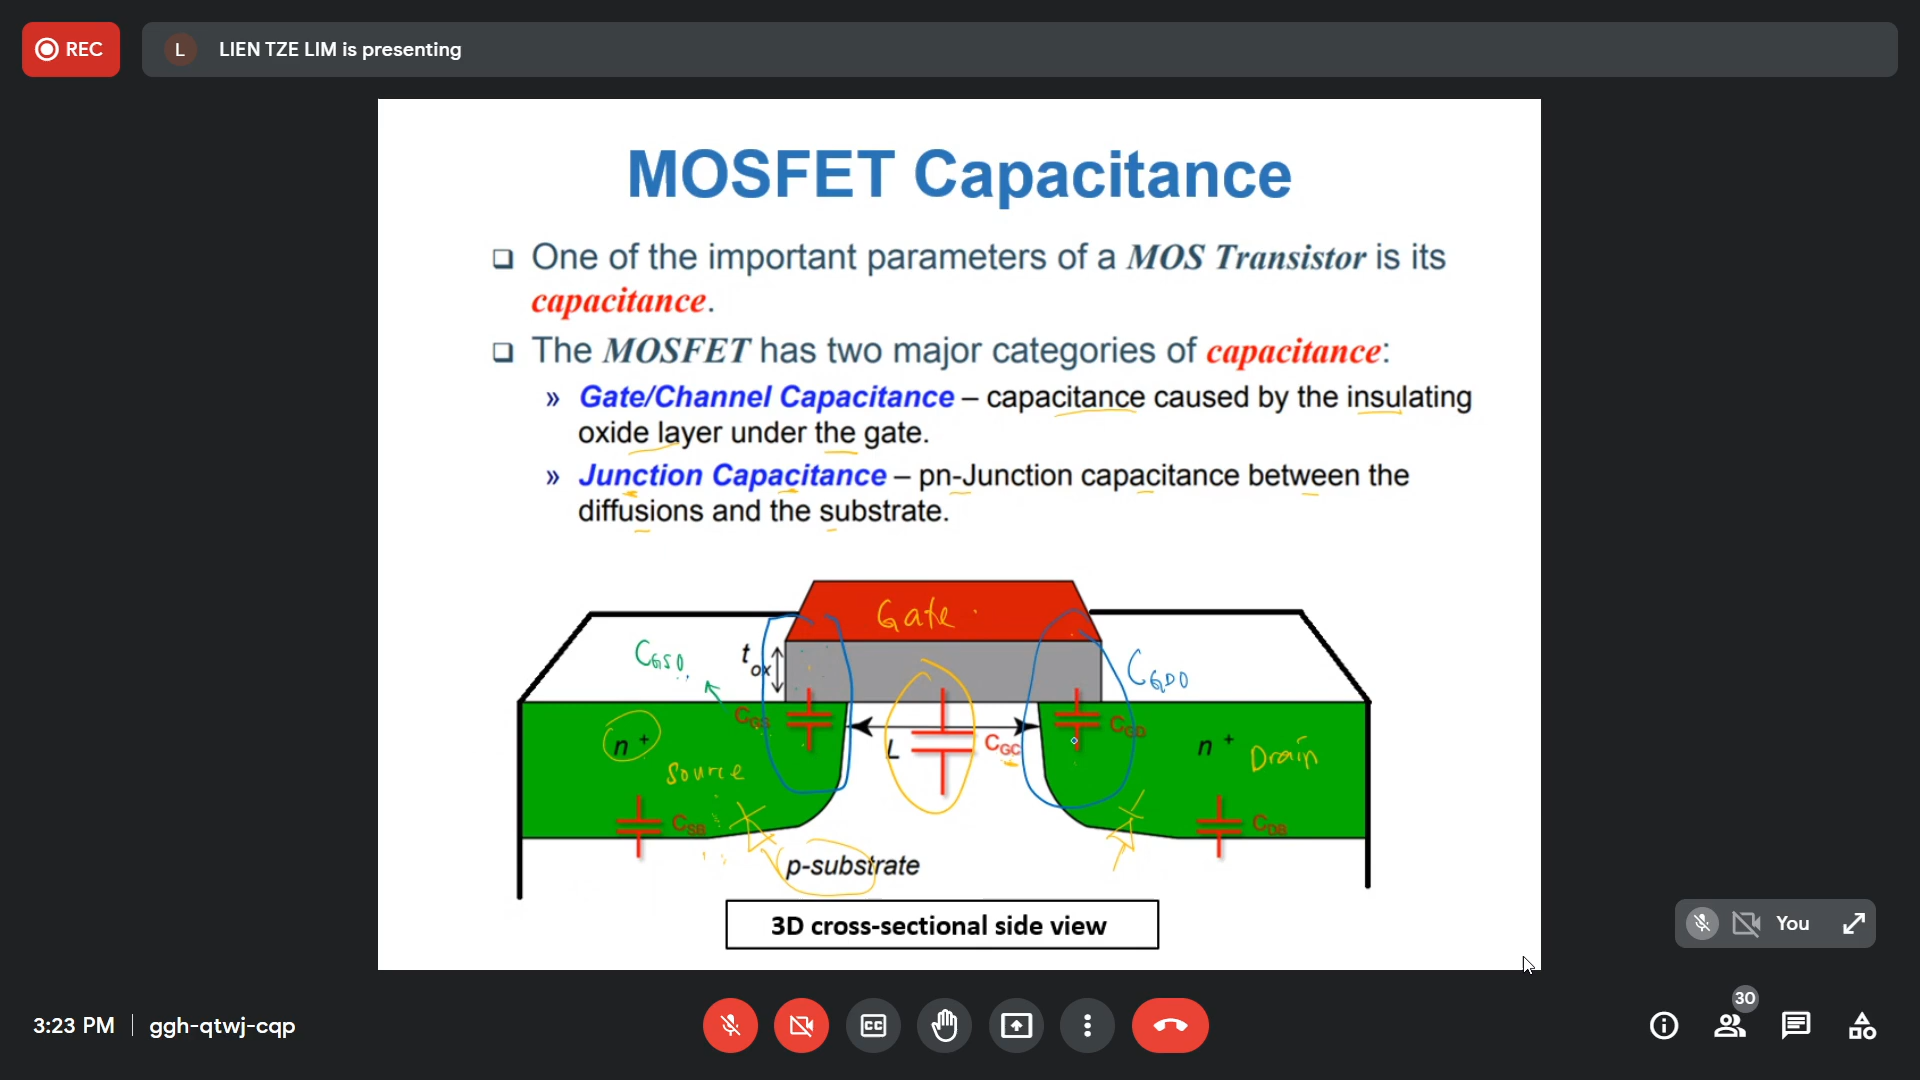 REC
L
LIEN TZE LIM is presenting
MOSFET Capacitance
❑ One of the important parameters of a MOS Transistor is its
capacitance.
❑ The MOSFET has two major categories of capacitance:
» Gate/Channel Capacitance – capacitance caused by the insulating
oxide layer under the gate.
» Junction Capacitance – pn-Junction capacitance between the
diffusions and the substrate.
Gate
CGSO
tox
CGDO
CGS
L
CGC
CGD
n+
Source
n+
Drain
CSB
CDB
p-substrate
3D cross-sectional side view
You
3:23 PM
ggh-qtwj-cqp
CC
30